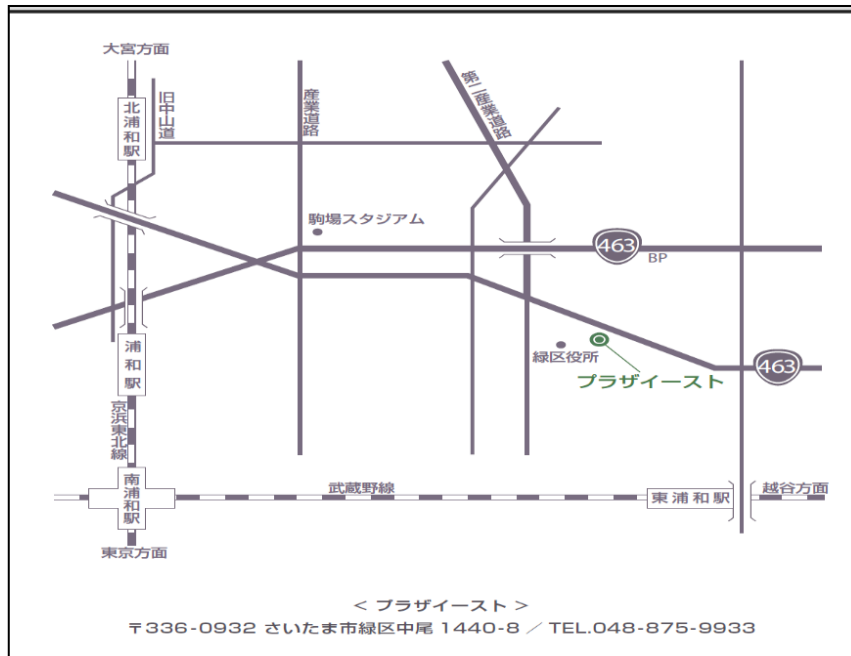 大宮方面
北浦和駅
旧中山道
産業道路
第二産業道路
駒場スタジアム
463
BP
浦和駅
緑区役所
プラザイースト
463
京浜東北線
南浦和駅
武蔵野線
東浦和駅
越谷方面
東京方面
< プラザイースト >
〒336-0932 さいたま市緑区中尾 1440-8 / TEL.048-875-9933